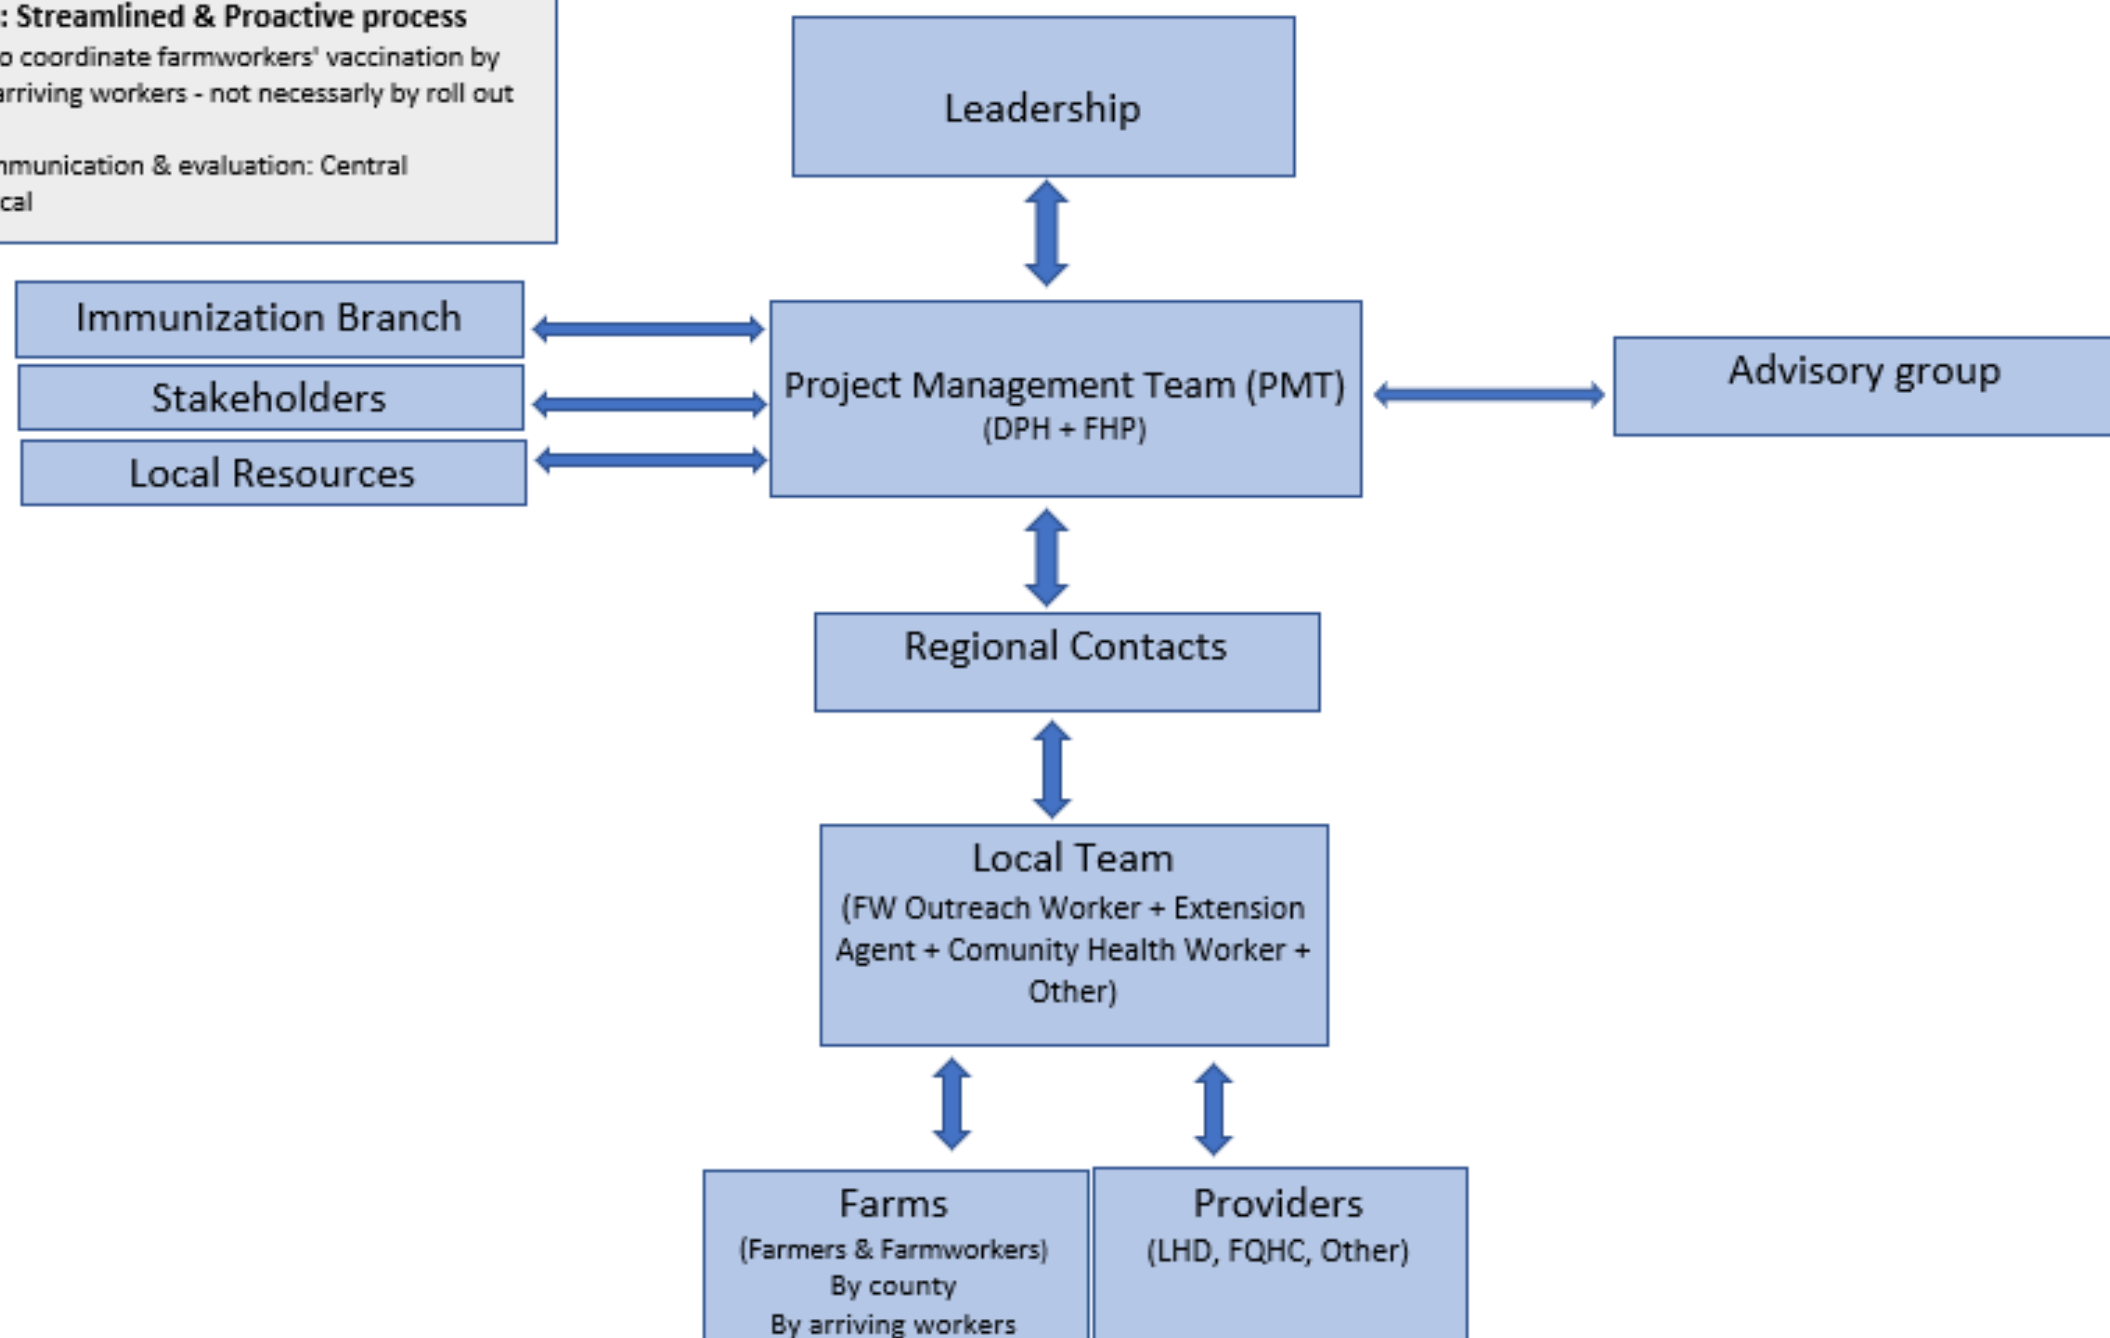 : Streamlined & Proactive process
o coordinate farmworkers' vaccination by
arriving workers - not necessarly by roll out
mmunication & evaluation: Central
cal
Leadership
Immunization Branch
Stakeholders
Local Resources
Project Management Team (PMT)
(DPH + FHP)
Advisory group
Regional Contacts
Local Team
(FW Outreach Worker + Extension
Agent + Comunity Health Worker +
Other)
Farms
(Farmers & Farmworkers)
By county
By arriving workers
Providers
(LHD, FQHC, Other)